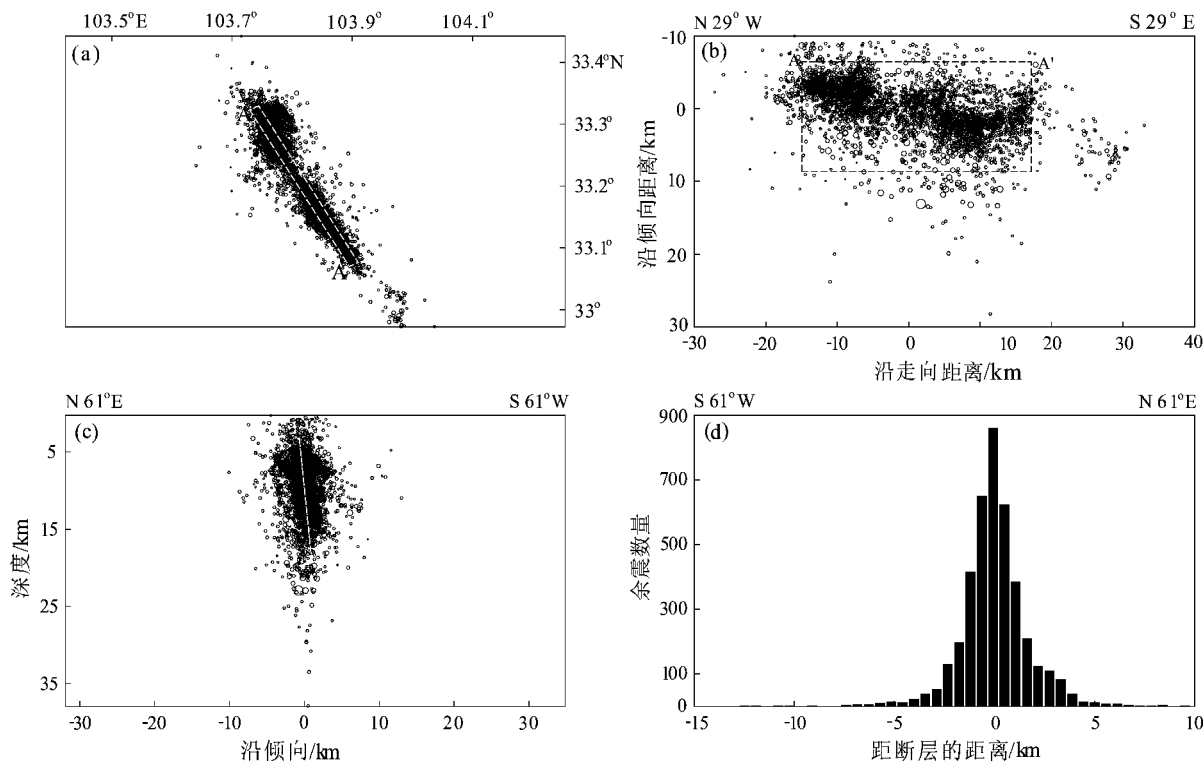 103.5°E 103.7° 103.9° 104.1°
(a)
33.4°N
33.3°
33.2°
33.1°
33°
A
N 29° W S 29° E
(b)
A A'
-10
0
10
20
30
-30 -20 -10 0 10 20 30 40
沿倾向距离/km
沿走向距离/km
N 61°E S 61°W
(c)
5
15
25
35
深度/km
-30 -20 -10 0 10 20 30
沿倾向/km
S 61°W N 61°E
(d)
900
700
500
300
100
0
余震数量
-15 -10 -5 0 5 10
距断层的距离/km